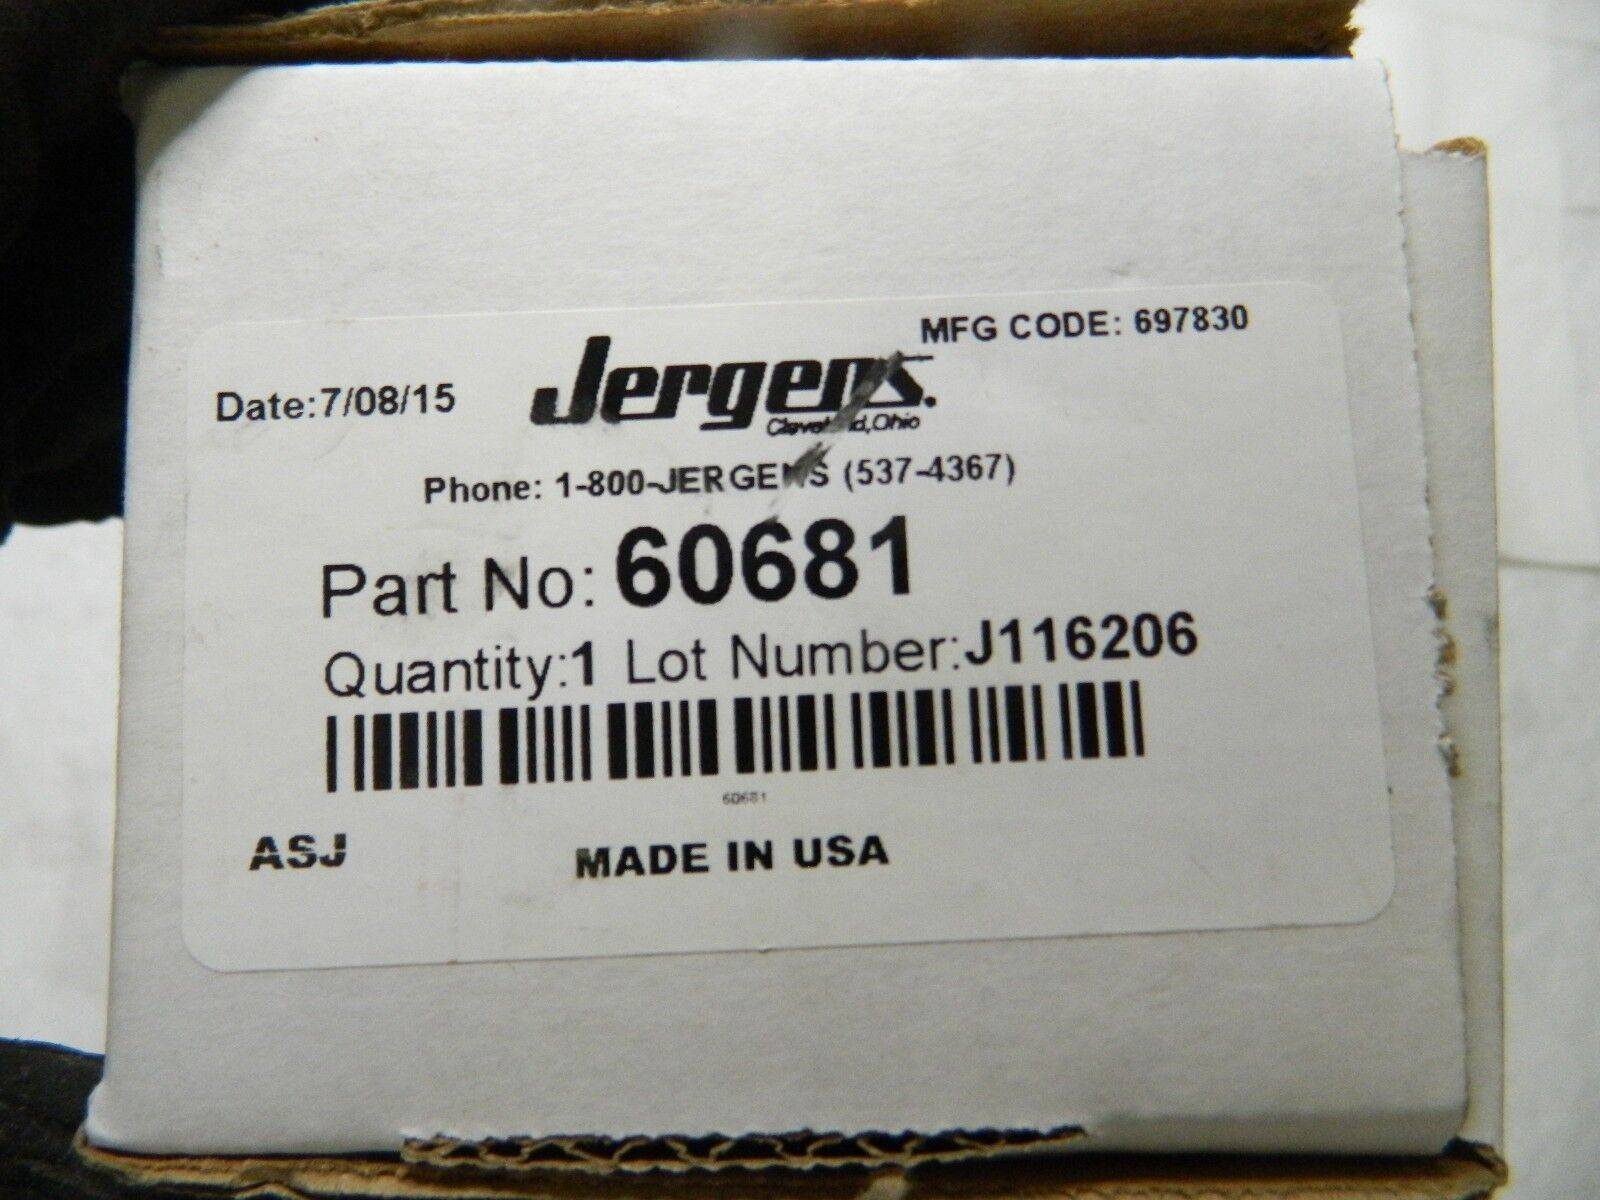 MFG CODE: 697830
Date:7/08/15
Jergens.
Cleveland,Ohio
Phone: 1-800-JERGENS (537-4367)
Part No: 60681
Quantity:1 Lot Number:J116206
60681
ASJ
MADE IN USA